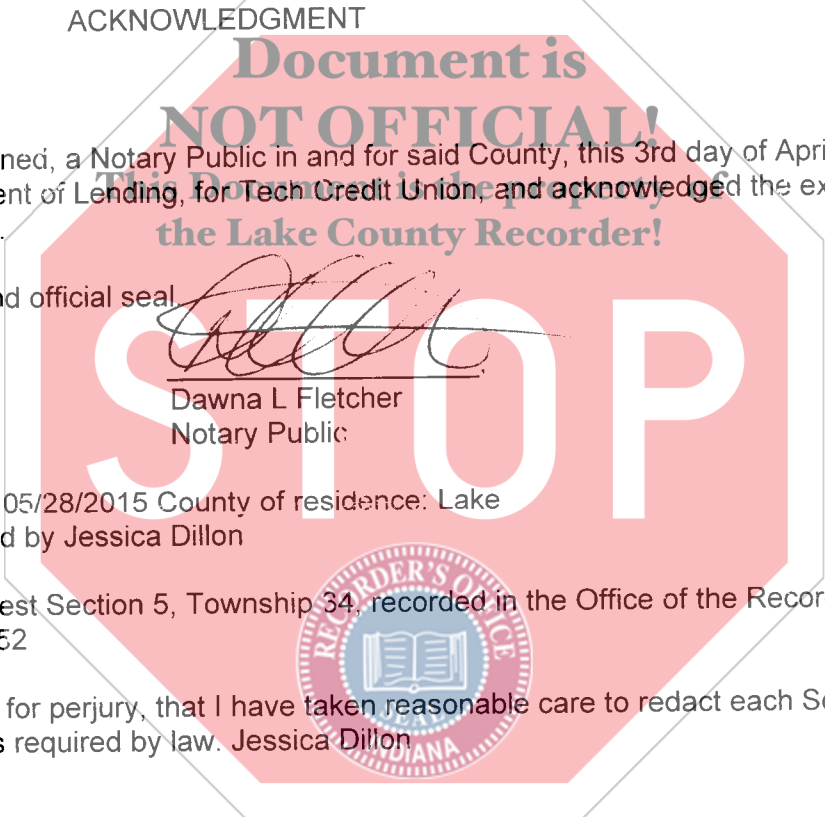 ACKNOWLEDGMENT
Document is
NOT OFFICIAL!
ned, a Notary Public in and for said County, this 3rd day of Apri
This Document is the property of
ent of Lending, for Tech Credit Union, and acknowledged the ex
.
the Lake County Recorder!
nd official seal.
STOP
Dawna L Fletcher
Notary Public
05/28/2015 County of residence: Lake
d by Jessica Dillon
RECORDER'S OFFICE
est Section 5, Township 34, recorded in the Office of the Recor
52
for perjury, that I have taken reasonable care to redact each So
s required by law. Jessica Dillon
SEAL
INDIANA